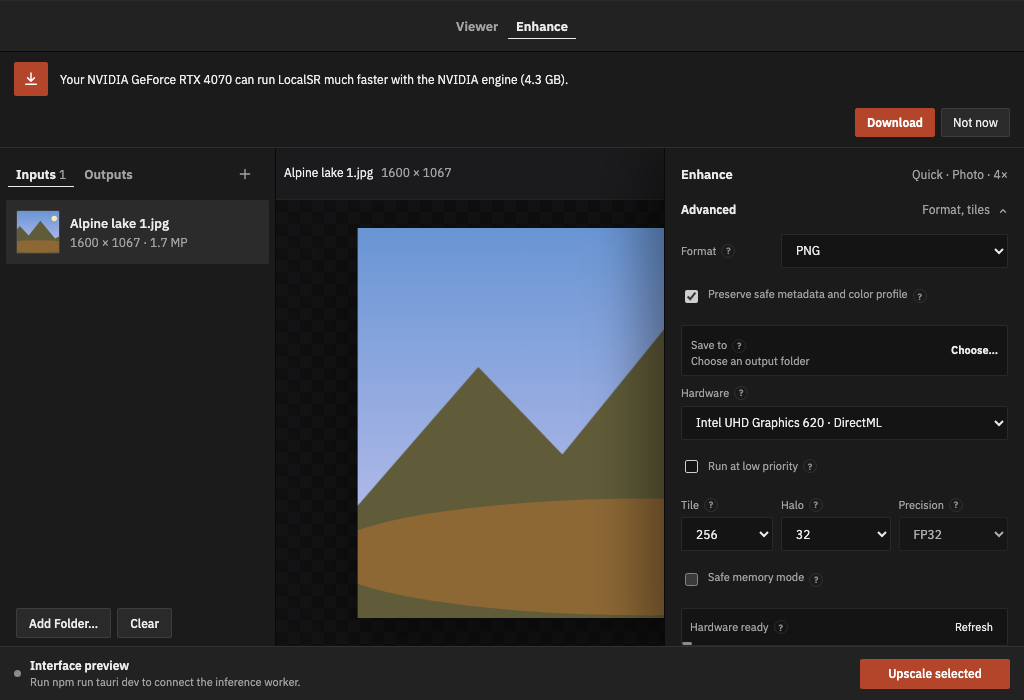 Viewer Enhance
Your NVIDIA GeForce RTX 4070 can run LocalSR much faster with the NVIDIA engine (4.3 GB).
Download Not now
Inputs 1 Outputs +
Alpine lake 1.jpg
1600 × 1067 · 1.7 MP
Add Folder... Clear
Alpine lake 1.jpg 1600 × 1067
Enhance Quick · Photo · 4×
Advanced Format, tiles
Format ? PNG
Preserve safe metadata and color profile ?
Save to ?
Choose an output folder
Choose...
Hardware ?
Intel UHD Graphics 620 · DirectML
Run at low priority ?
Tile ? Halo ? Precision ?
256 32 FP32
Safe memory mode ?
Hardware ready ? Refresh
Interface preview
Run npm run tauri dev to connect the inference worker.
Upscale selected